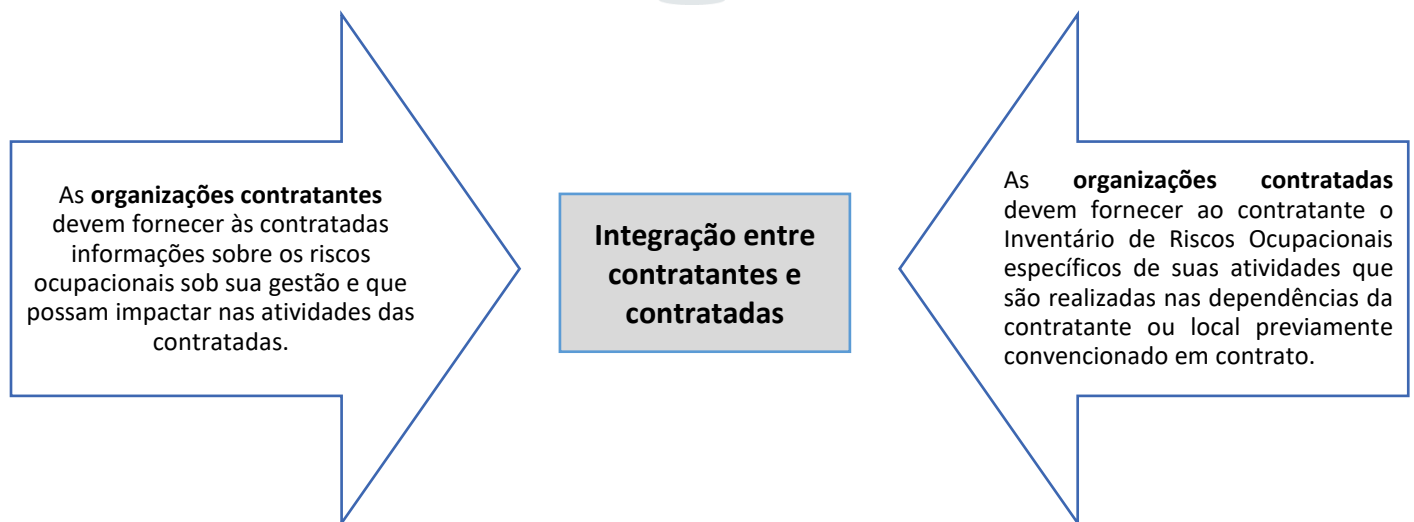 As organizações contratantes
devem fornecer às contratadas
informações sobre os riscos
ocupacionais sob sua gestão e que
possam impactar nas atividades das
contratadas.
Integração entre
contratantes e
contratadas
As organizações contratadas
devem fornecer ao contratante o
Inventário de Riscos Ocupacionais
específicos de suas atividades que
são realizadas nas dependências da
contratante ou local previamente
convencionado em contrato.